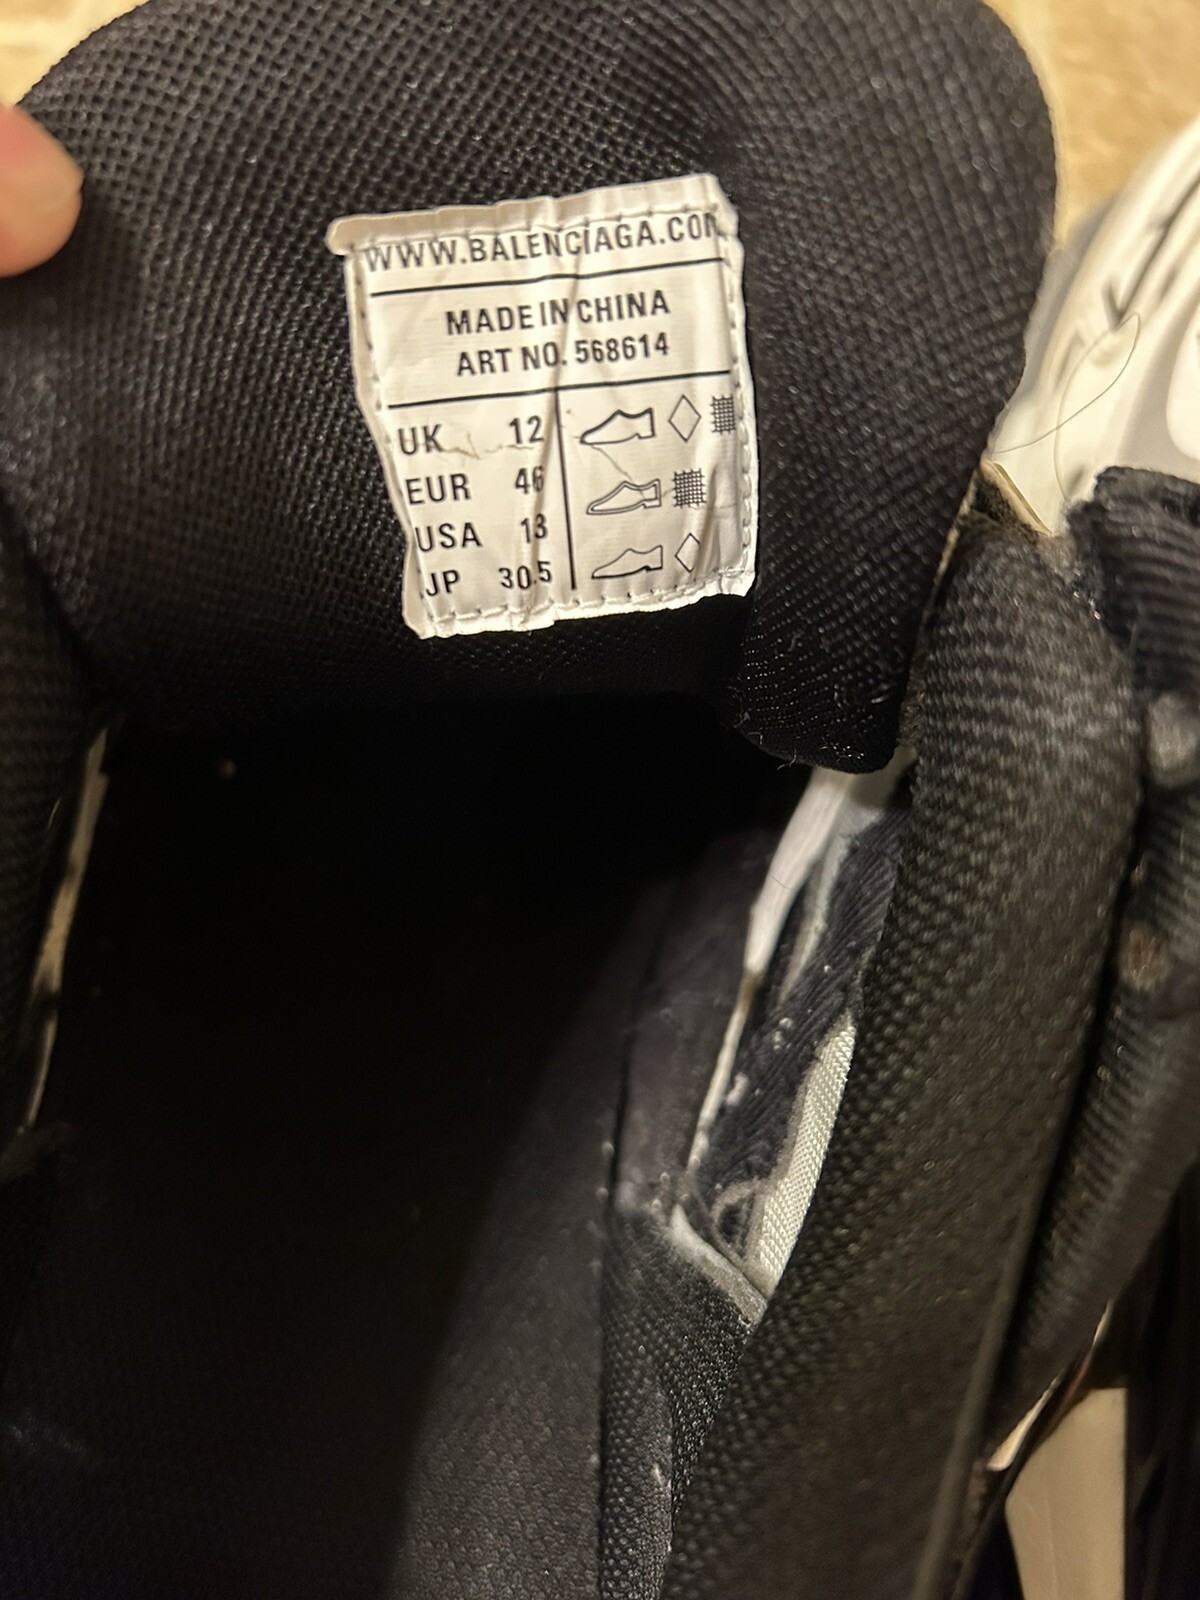 WWW.BALENCIAGA.COM
MADE IN CHINA
ART NO. 568614
UK 12
EUR 46
USA 13
JP 30.5